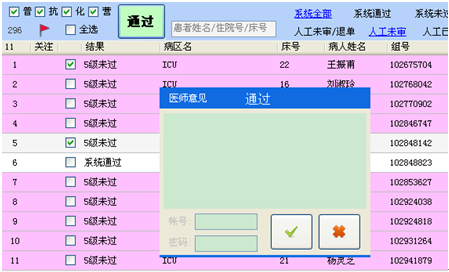 普 抗 化 营 通过 患者姓名/住院号/床号 系统全部 系统通过 系统未
296 全选 人工未审/退单 人工未审 人工
11 关注 结果 病区名 床号 病人姓名 组号
1 5级未过 ICU 22 王振甫 102675704
2 5级未过 ICU 16 刘淑玲 102768042
3 5级未过 102770902
4 5级未过 102846747
5 5级未过 102848142
6 系统通过 102848823
7 5级未过 102853627
8 5级未过 102924038
9 5级未过 102924818
10 5级未过 102931264
11 5级未过 ICU 21 杨灵芝 102941879
医师意见 通过
帐号
密码